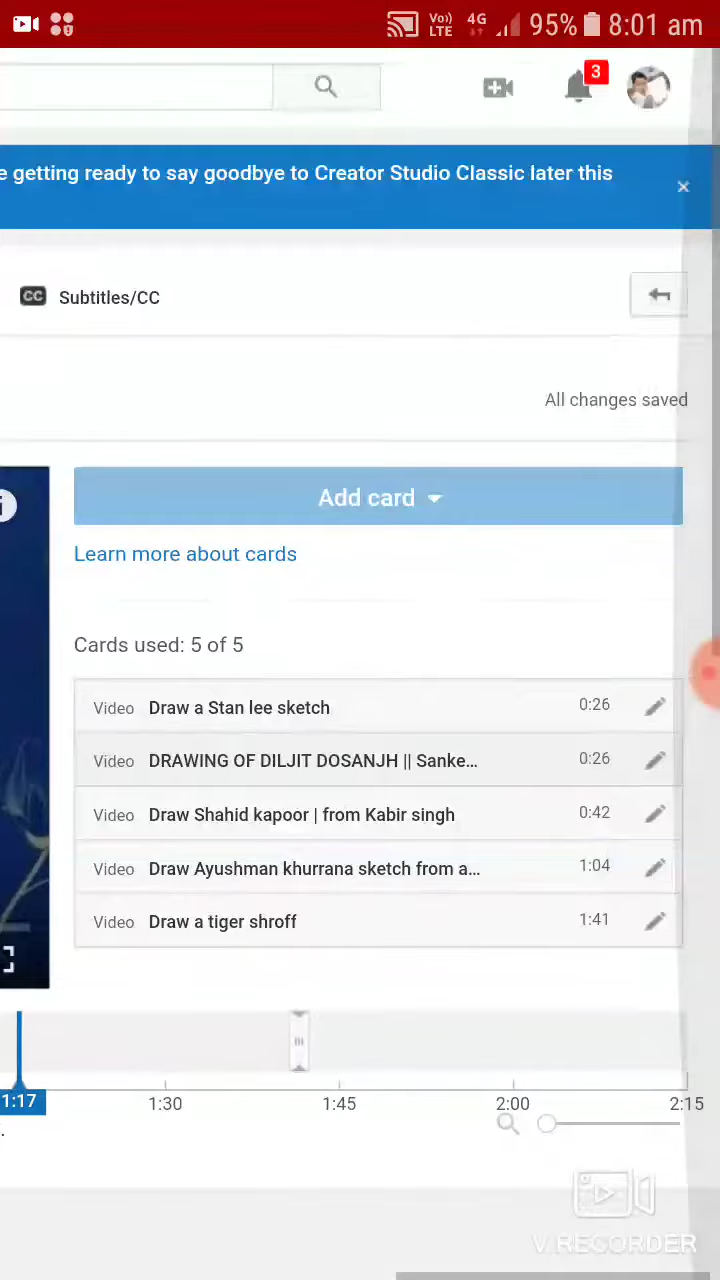 Vo)) LTE 4G 95% 8:01 am
3
e getting ready to say goodbye to Creator Studio Classic later this
×
CC Subtitles/CC
All changes saved
i
Add card
Learn more about cards
Cards used: 5 of 5
Video Draw a Stan lee sketch 0:26
Video DRAWING OF DILJIT DOSANJH || Sanke... 0:26
Video Draw Shahid kapoor | from Kabir singh 0:42
Video Draw Ayushman khurrana sketch from a... 1:04
Video Draw a tiger shroff 1:41
1:17 1:30 1:45 2:00 2:15
.
V.RECORDER